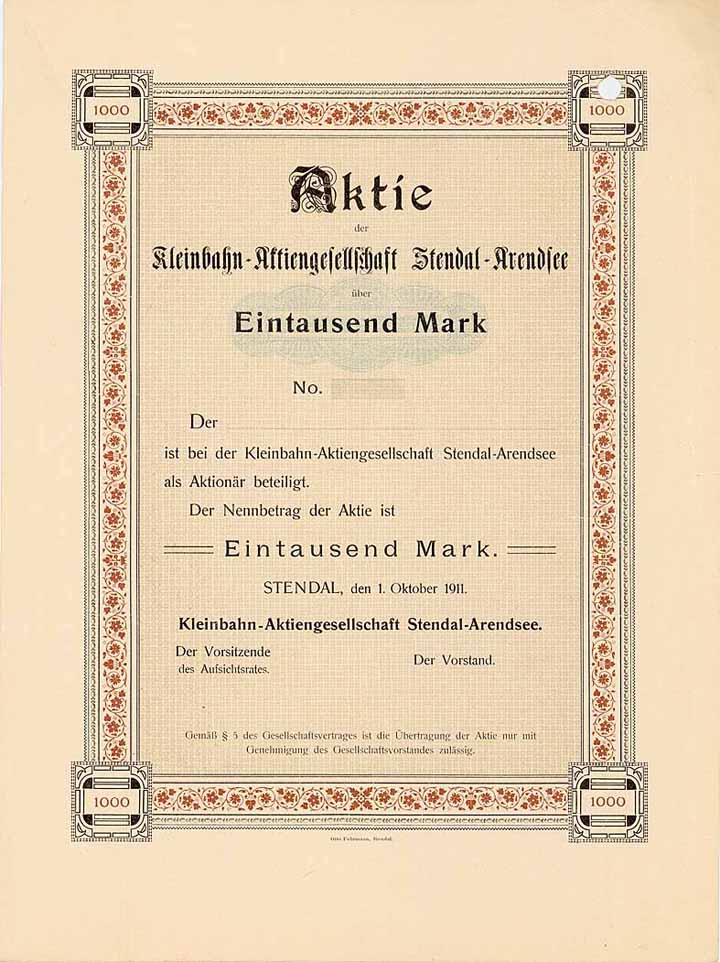 1000 1000
Aktie
der
Kleinbahn-Aktiengesellschaft Stendal-Arendsee
über
Eintausend Mark
No.
Der
ist bei der Kleinbahn-Aktiengesellschaft Stendal-Arendsee
als Aktionär beteiligt.
Der Nennbetrag der Aktie ist
Eintausend Mark.
STENDAL, den 1. Oktober 1911.
Kleinbahn-Aktiengesellschaft Stendal-Arendsee.
Der Vorsitzende
des Aufsichtsrates.
Der Vorstand.
Gemäß § 5 des Gesellschaftsvertrages ist die Übertragung der Aktie nur mit
Genehmigung des Gesellschaftsvorstandes zulässig.
1000 1000
Otto Stendal.